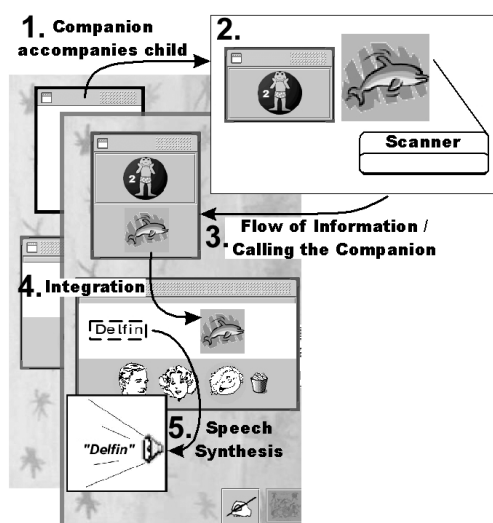 1. Companion
accompanies child
2.
2
Scanner
2
3. Flow of Information /
Calling the Companion
4. Integration
Delfin
5. Speech
Synthesis
"Delfin"